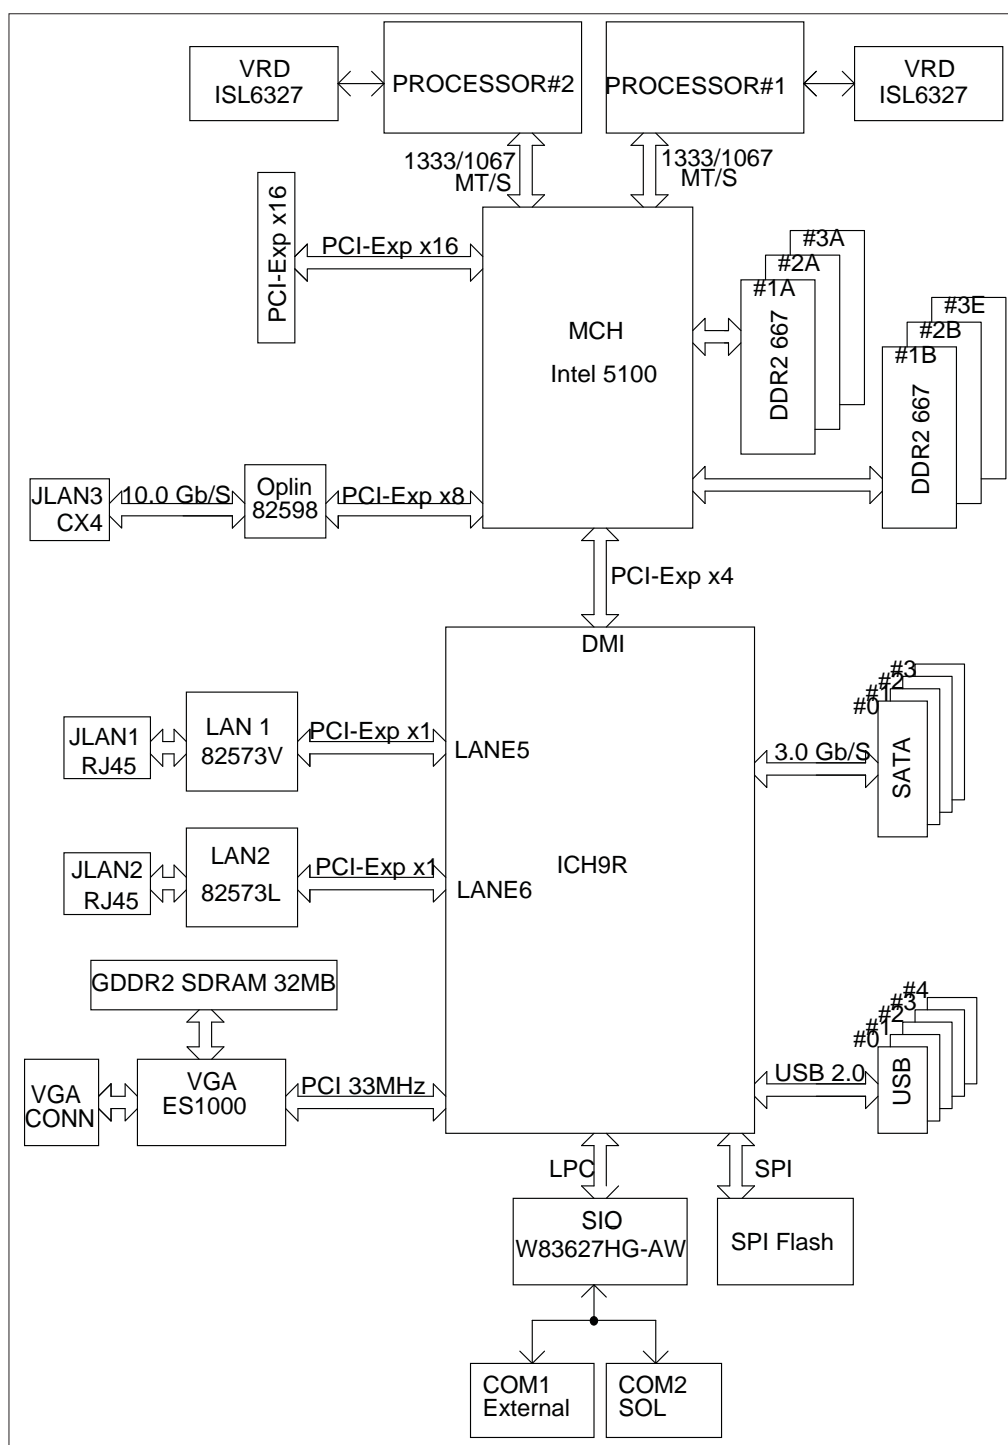 VRD
ISL6327
PROCESSOR#2
PROCESSOR#1
VRD
ISL6327
1333/1067
MT/S
1333/1067
MT/S
PCI-Exp x16
PCI-Exp x16
MCH
Intel 5100
#3A
#2A
#1A
DDR2 667
#3E
#2B
#1B
DDR2 667
JLAN3
CX4
10.0 Gb/S
Oplin
82598
PCI-Exp x8
PCI-Exp x4
DMI
JLAN1
RJ45
LAN 1
82573V
PCI-Exp x1
LANE5
3.0 Gb/S
#3
#2
#1
#0
SATA
JLAN2
RJ45
LAN2
82573L
PCI-Exp x1
LANE6
ICH9R
GDDR2 SDRAM 32MB
VGA
CONN
VGA
ES1000
PCI 33MHz
USB 2.0
#4
#3
#2
#1
#0
USB
LPC
SPI
SIO
W83627HG-AW
SPI Flash
COM1
External
COM2
SOL